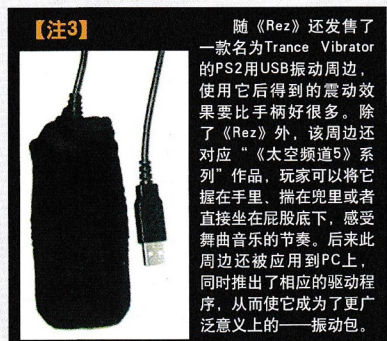 【注3】
随《Rez》还发售了
一款名为Trance Vibrator
的PS2用USB振动周边，
使用它后得到的震动效
果要比手柄好很多。除
了《Rez》外，该周边还
对应“《太空频道5》系
列”作品，玩家可以将它
握在手里、揣在兜里或者
直接坐在屁股底下，感受
舞曲音乐的节奏。后来此
周边还被应用到PC上，
同时推出了相应的驱动程
序，从而使它成为了更广
泛意义上的——振动包。